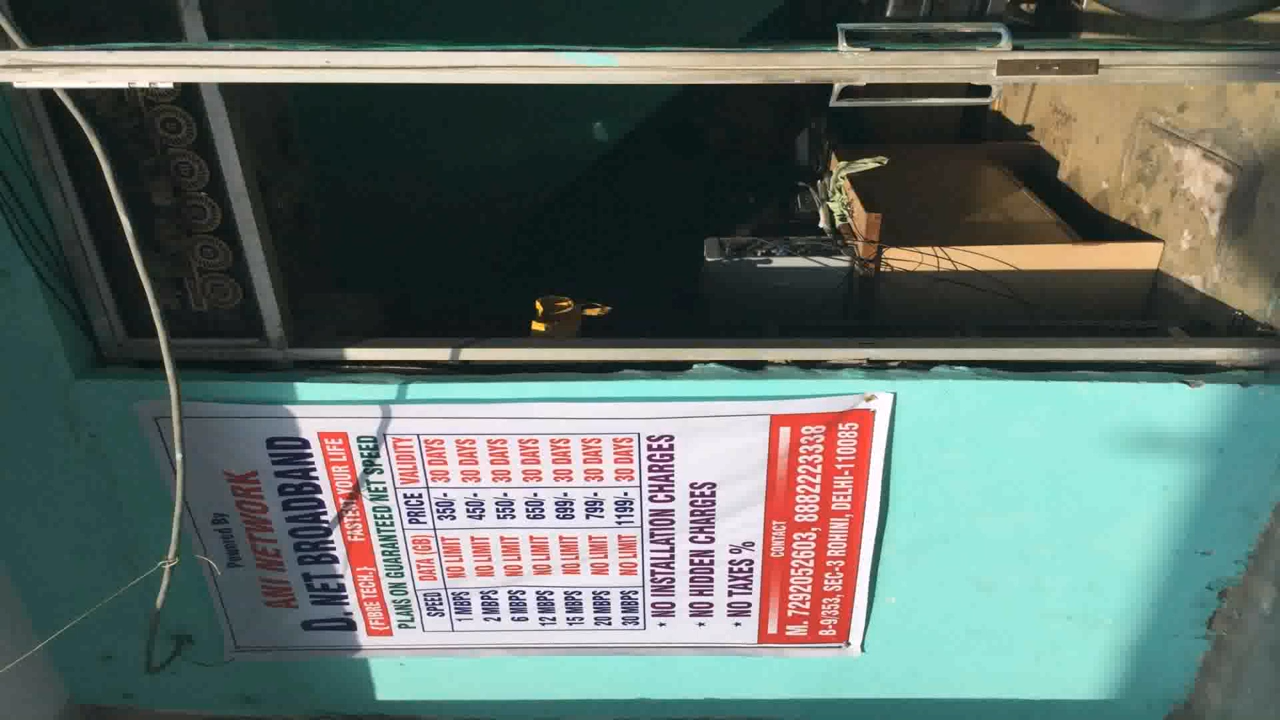 Powered By
ANI NETWORK
D. NET BROADBAND
{FIBRE TECH.} FASTEST YOUR LIFE
PLANS ON GUARANTEED NET SPEED
SPEED DATA (GB) PRICE VALIDITY
1 MBPS NO LIMIT 350/- 30 DAYS
2 MBPS NO LIMIT 450/- 30 DAYS
6 MBPS NO LIMIT 550/- 30 DAYS
12 MBPS NO LIMIT 650/- 30 DAYS
15 MBPS NO LIMIT 699/- 30 DAYS
20 MBPS NO LIMIT 799/- 30 DAYS
30 MBPS NO LIMIT 1199/- 30 DAYS
* NO INSTALLATION CHARGES
* NO HIDDEN CHARGES
* NO TAXES %
CONTACT
M. 7292052603, 8882223338
B-9/353, SEC-3 ROHINI, DELHI-110085